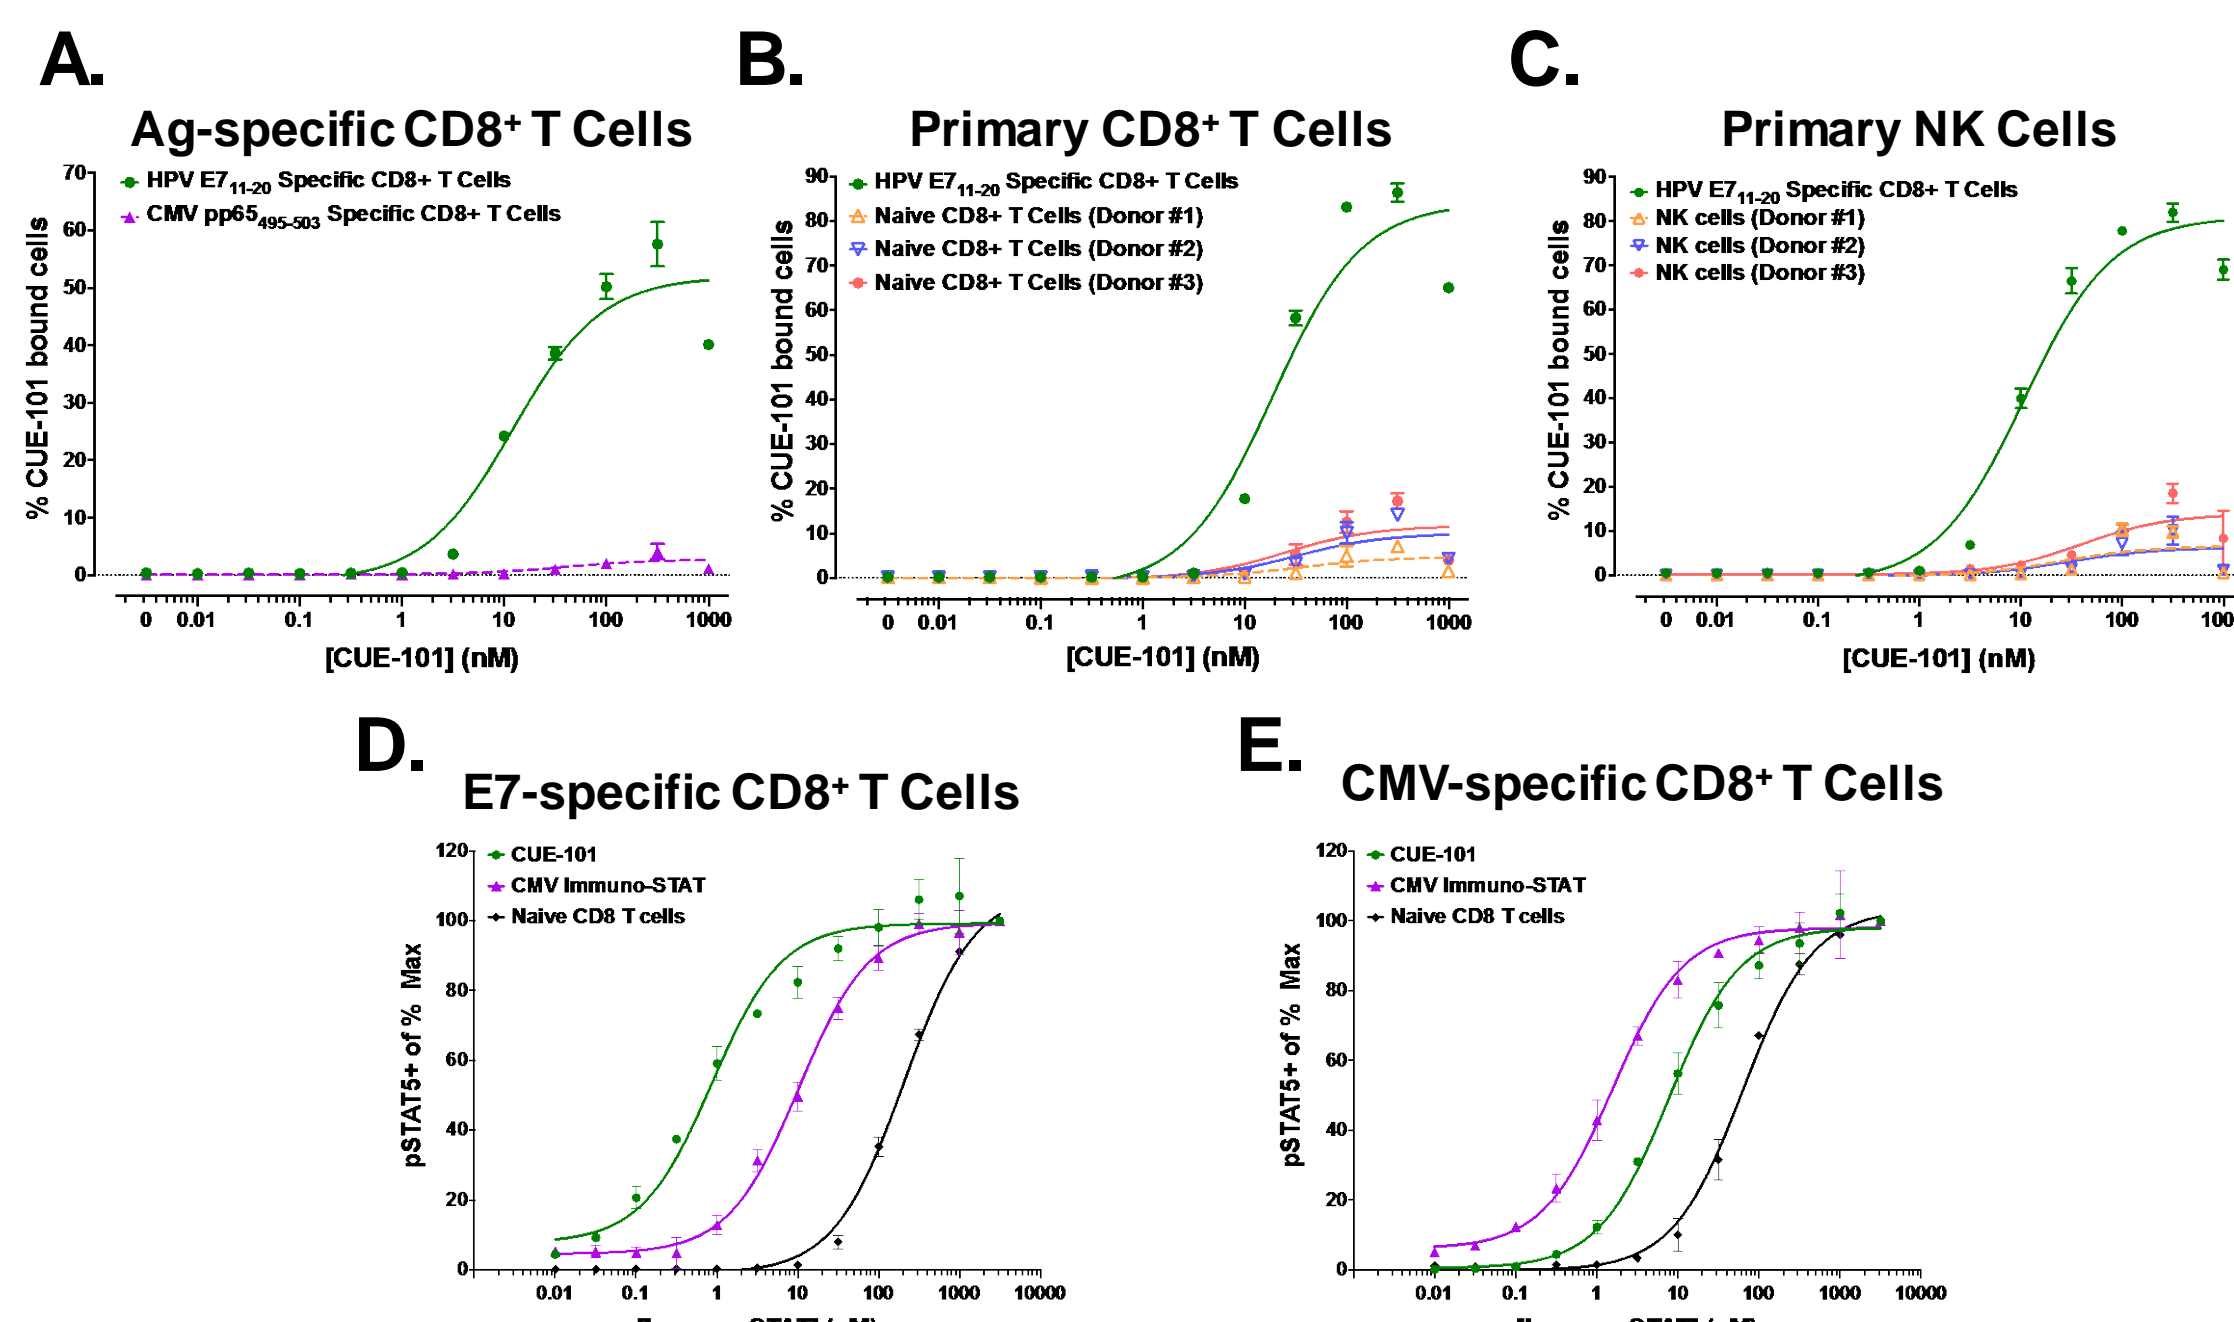 A.
Ag-specific CD8+ T Cells
HPV E7 11-20 Specific CD8+ T Cells
CMV pp65 495-503 Specific CD8+ T Cells
% CUE-101 bound cells
70
60
50
40
30
20
10
0
0 0.01 0.1 1 10 100 1000
[CUE-101] (nM)
B.
Primary CD8+ T Cells
HPV E7 11-20 Specific CD8+ T Cells
Naive CD8+ T Cells (Donor #1)
Naive CD8+ T Cells (Donor #2)
Naive CD8+ T Cells (Donor #3)
% CUE-101 bound cells
90
80
70
60
50
40
30
20
10
0
0 0.01 0.1 1 10 100 1000
[CUE-101] (nM)
C.
Primary NK Cells
HPV E7 11-20 Specific CD8+ T Cells
NK cells (Donor #1)
NK cells (Donor #2)
NK cells (Donor #3)
% CUE-101 bound cells
90
80
70
60
50
40
30
20
10
0
0 0.01 0.1 1 10 100 100
[CUE-101] (nM)
D.
E7-specific CD8+ T Cells
CUE-101
CMV Immuno-STAT
Naive CD8 T cells
pSTAT5+ of % Max
120
100
80
60
40
20
0
0.01 0.1 1 10 100 1000 10000
E.
CMV-specific CD8+ T Cells
CUE-101
CMV Immuno-STAT
Naive CD8 T cells
pSTAT5+ of % Max
120
100
80
60
40
20
0
0.01 0.1 1 10 100 1000 10000